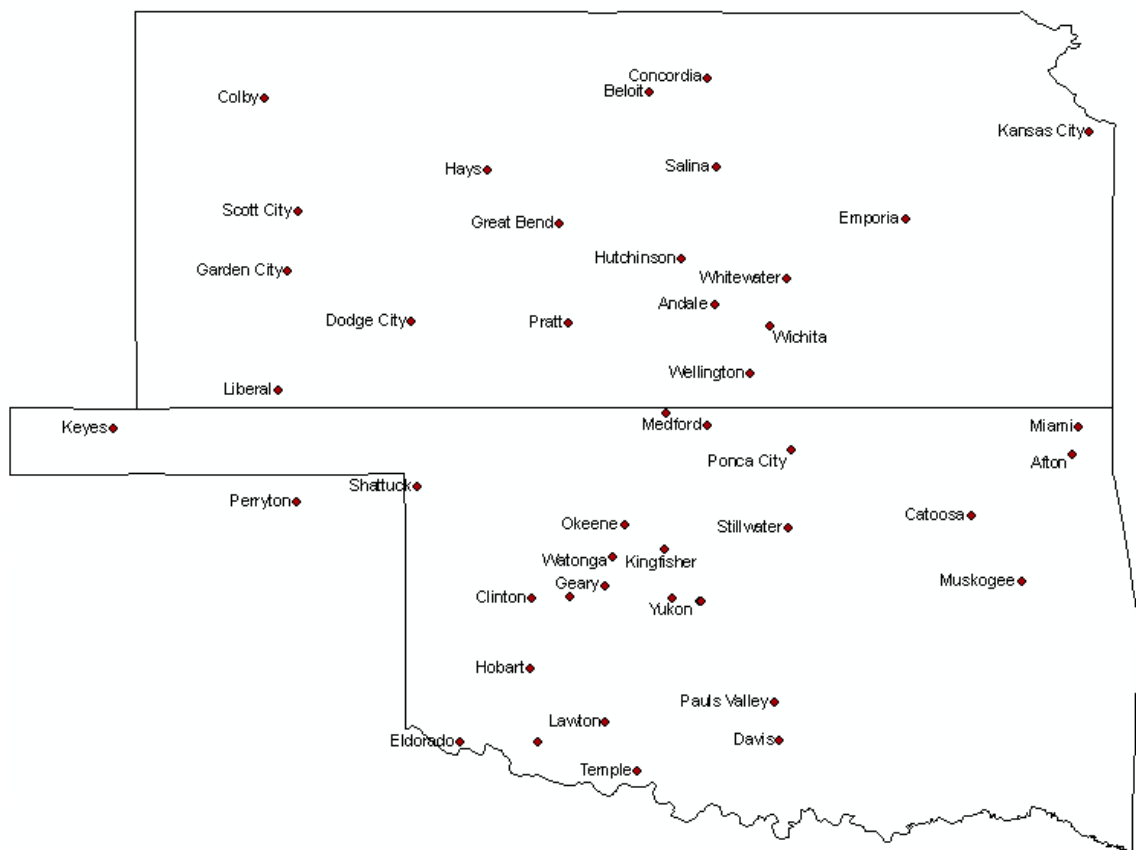 Concordia
Beloit
Colby
Kansas City
Salina
Hays
Scott City
Emporia
Great Bend
Hutchinson
Garden City
Whitewater
Andale
Dodge City
Pratt
Wichita
Wellington
Liberal
Medford
Keyes
Miami
Ponca City
Afton
Shattuck
Perryton
Catoosa
Okeene
Stillwater
Watonga
Kingfisher
Muskogee
Geary
Clinton
Yukon
Hobart
Pauls Valley
Lawton
Eldorado
Davis
Temple